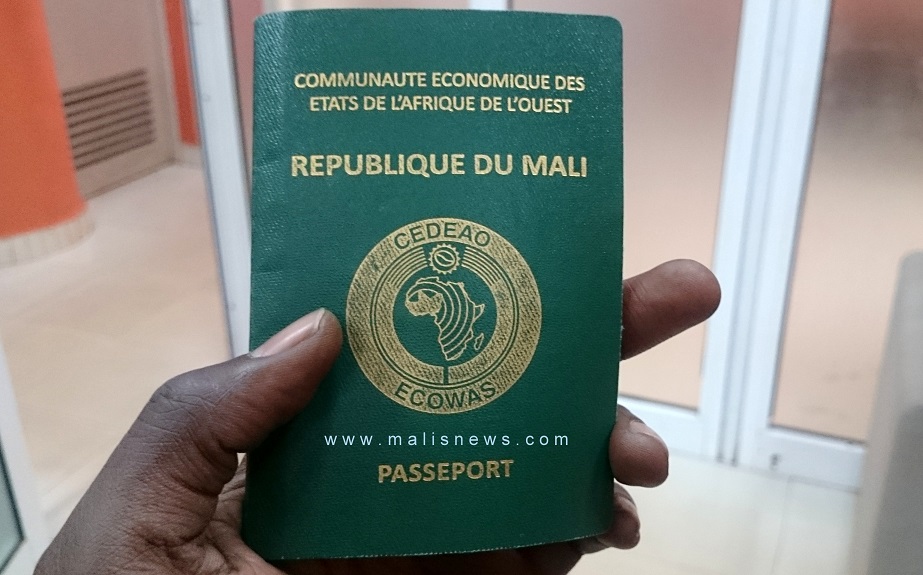 COMMUNAUTE ECONOMIQUE DES
ETATS DE L'AFRIQUE DE L'OUEST
REPUBLIQUE DU MALI
CEDEAO
ECOWAS
www.malisnews.com
PASSEPORT